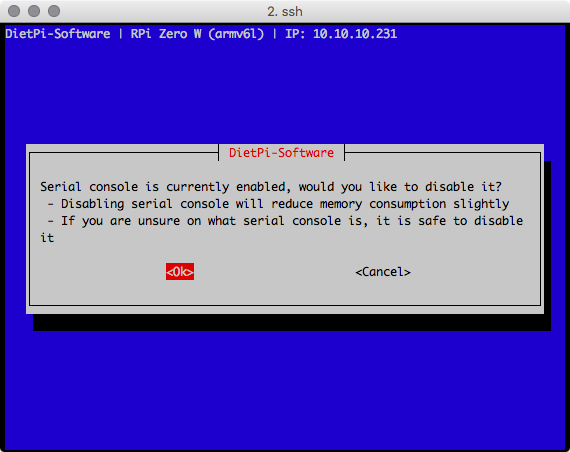 2. ssh
DietPi-Software | RPi Zero W (armv6l) | IP: 10.10.10.231
DietPi-Software
Serial console is currently enabled, would you like to disable it?
- Disabling serial console will reduce memory consumption slightly
- If you are unsure on what serial console is, it is safe to disable
it
<Ok> <Cancel>